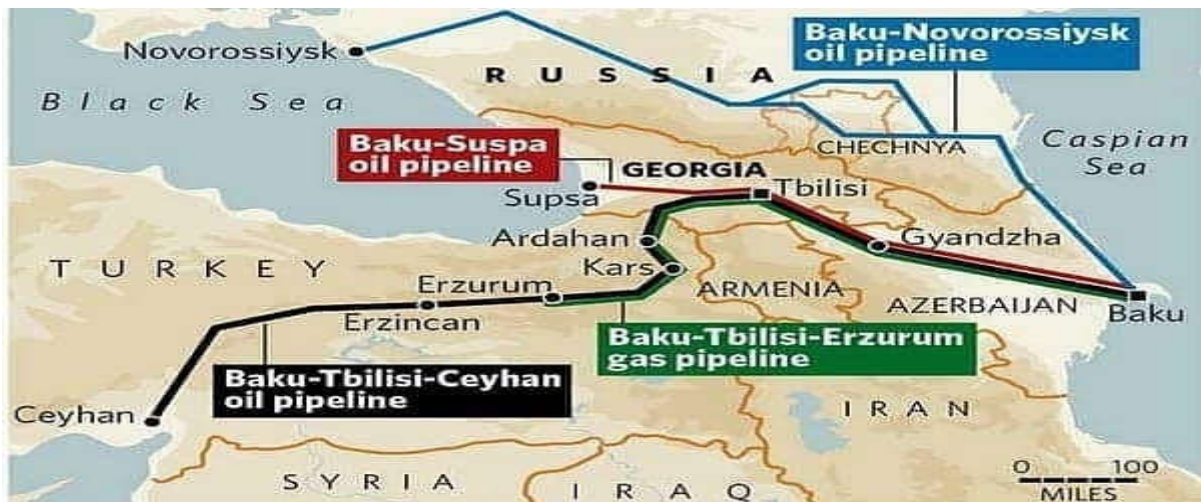 Novorossiysk
Baku-Novorossiysk
oil pipeline
Black Sea
RUSSIA
Caspian
Sea
CHECHNYA
Baku-Suspa
oil pipeline
GEORGIA
Supsa
Tbilisi
Ardahan
Gyandzha
TURKEY
Kars
Erzurum
ARMENIA
AZERBAIJAN
Baku
Erzincan
Baku-Tbilisi-Erzurum
gas pipeline
Baku-Tbilisi-Ceyhan
oil pipeline
Ceyhan
IRAN
SYRIA
IRAQ
0 100
MILES